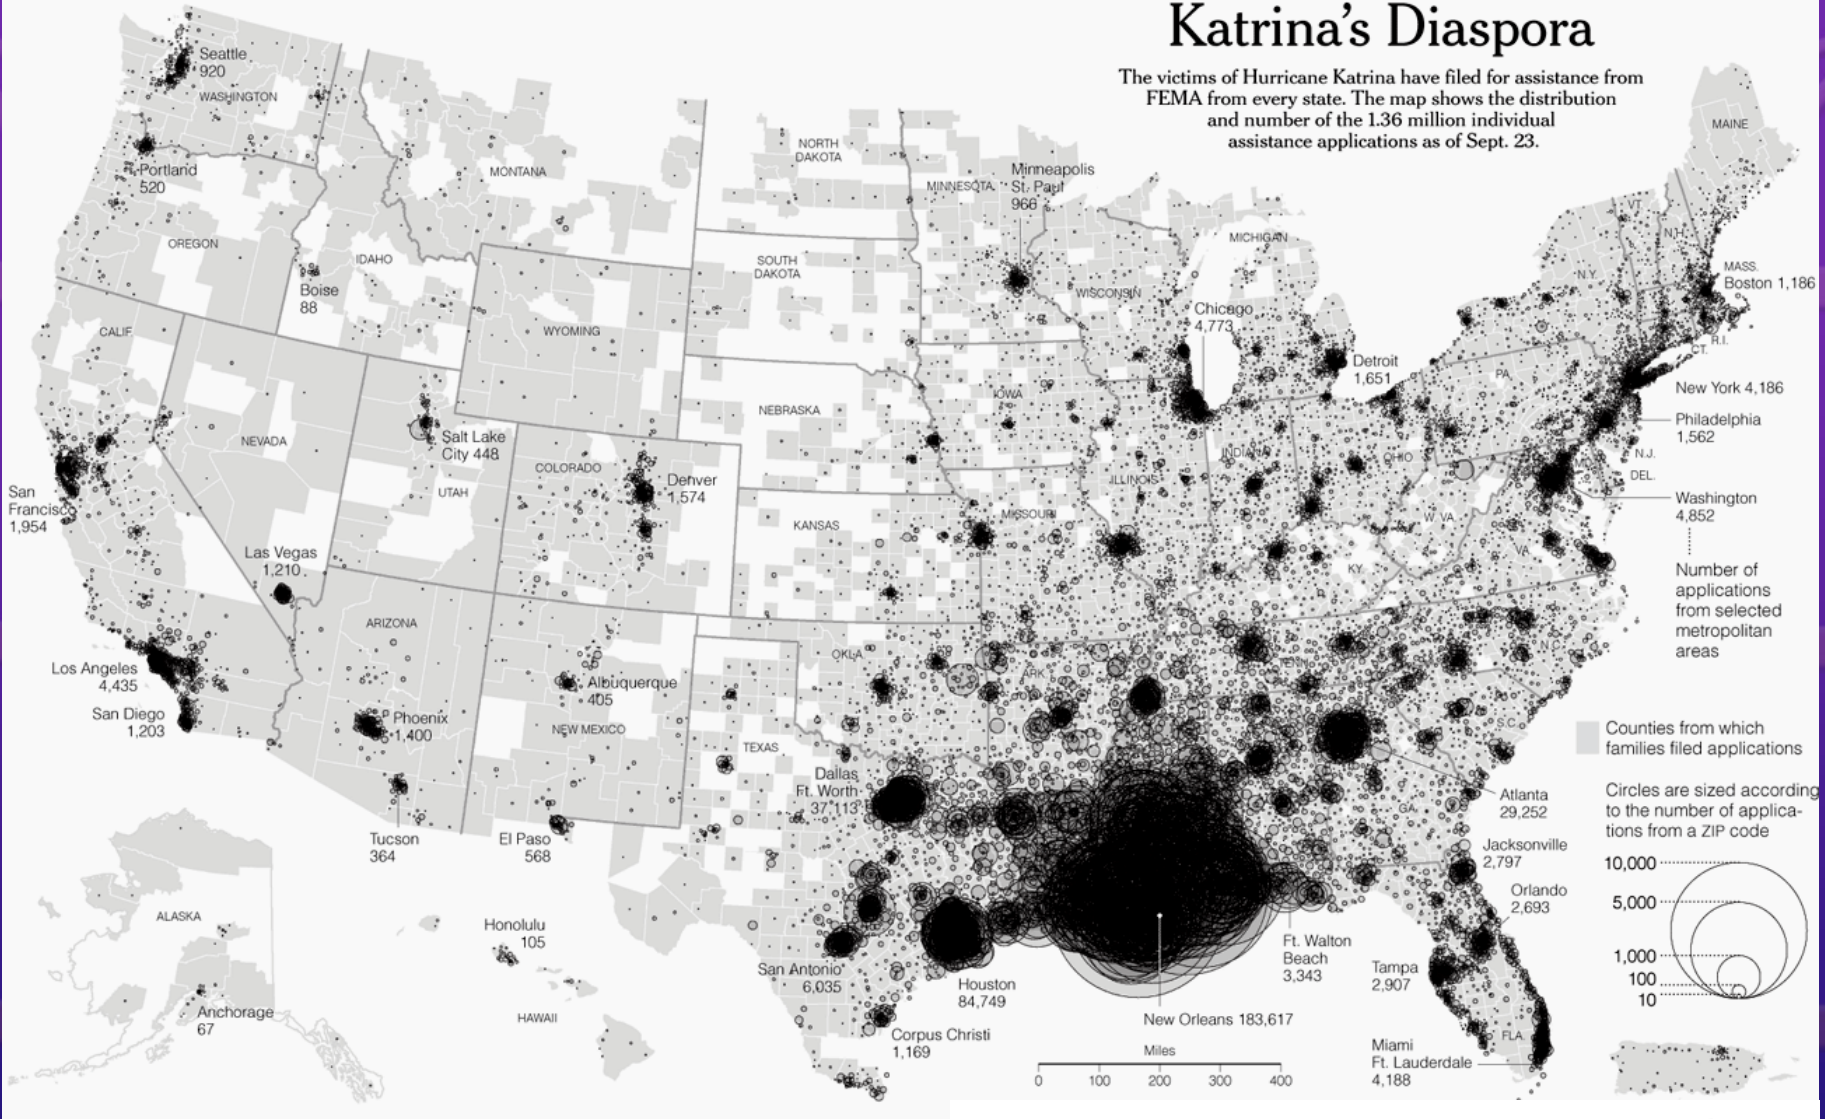 Katrina's Diaspora
The victims of Hurricane Katrina have filed for assistance from
FEMA from every state. The map shows the distribution
and number of the 1.36 million individual
assistance applications as of Sept. 23.
Seattle
920
WASHINGTON
Portland
520
OREGON
MONTANA
IDAHO
Boise
88
NORTH
DAKOTA
SOUTH
DAKOTA
MINNESOTA
Minneapolis
St. Paul
966
WISCONSIN
MICHIGAN
MAINE
VT.
N.H.
N.Y.
MASS.
Boston 1,186
R.I.
CT.
WYOMING
CALIF.
NEVADA
Salt Lake
City 448
UTAH
COLORADO
Denver
1,574
NEBRASKA
IOWA
Chicago
4,773
Detroit
1,651
PA.
New York 4,186
Philadelphia
1,562
N.J.
DEL.
Washington
4,852
Number of
applications
from selected
metropolitan
areas
San
Francisco
1,954
Las Vegas
1,210
KANSAS
MISSOURI
ILLINOIS
INDIANA
OHIO
W. VA.
VA.
KY.
ARIZONA
OKLA.
ARK.
TENN.
N.C.
S.C.
GA.
Los Angeles
4,435
San Diego
1,203
Phoenix
1,400
Albuquerque
405
NEW MEXICO
TEXAS
Tucson
364
El Paso
568
Dallas
Ft. Worth
37,113
Atlanta
29,252
Jacksonville
2,797
Orlando
2,693
Counties from which
families filed applications
Circles are sized according
to the number of applica-
tions from a ZIP code
10,000
5,000
1,000
100
10
ALASKA
Anchorage
67
Honolulu
105
HAWAII
San Antonio
6,035
Houston
84,749
Corpus Christi
1,169
New Orleans 183,617
Ft. Walton
Beach
3,343
Tampa
2,907
FLA.
Miami
Ft. Lauderdale
4,188
Miles
0 100 200 300 400